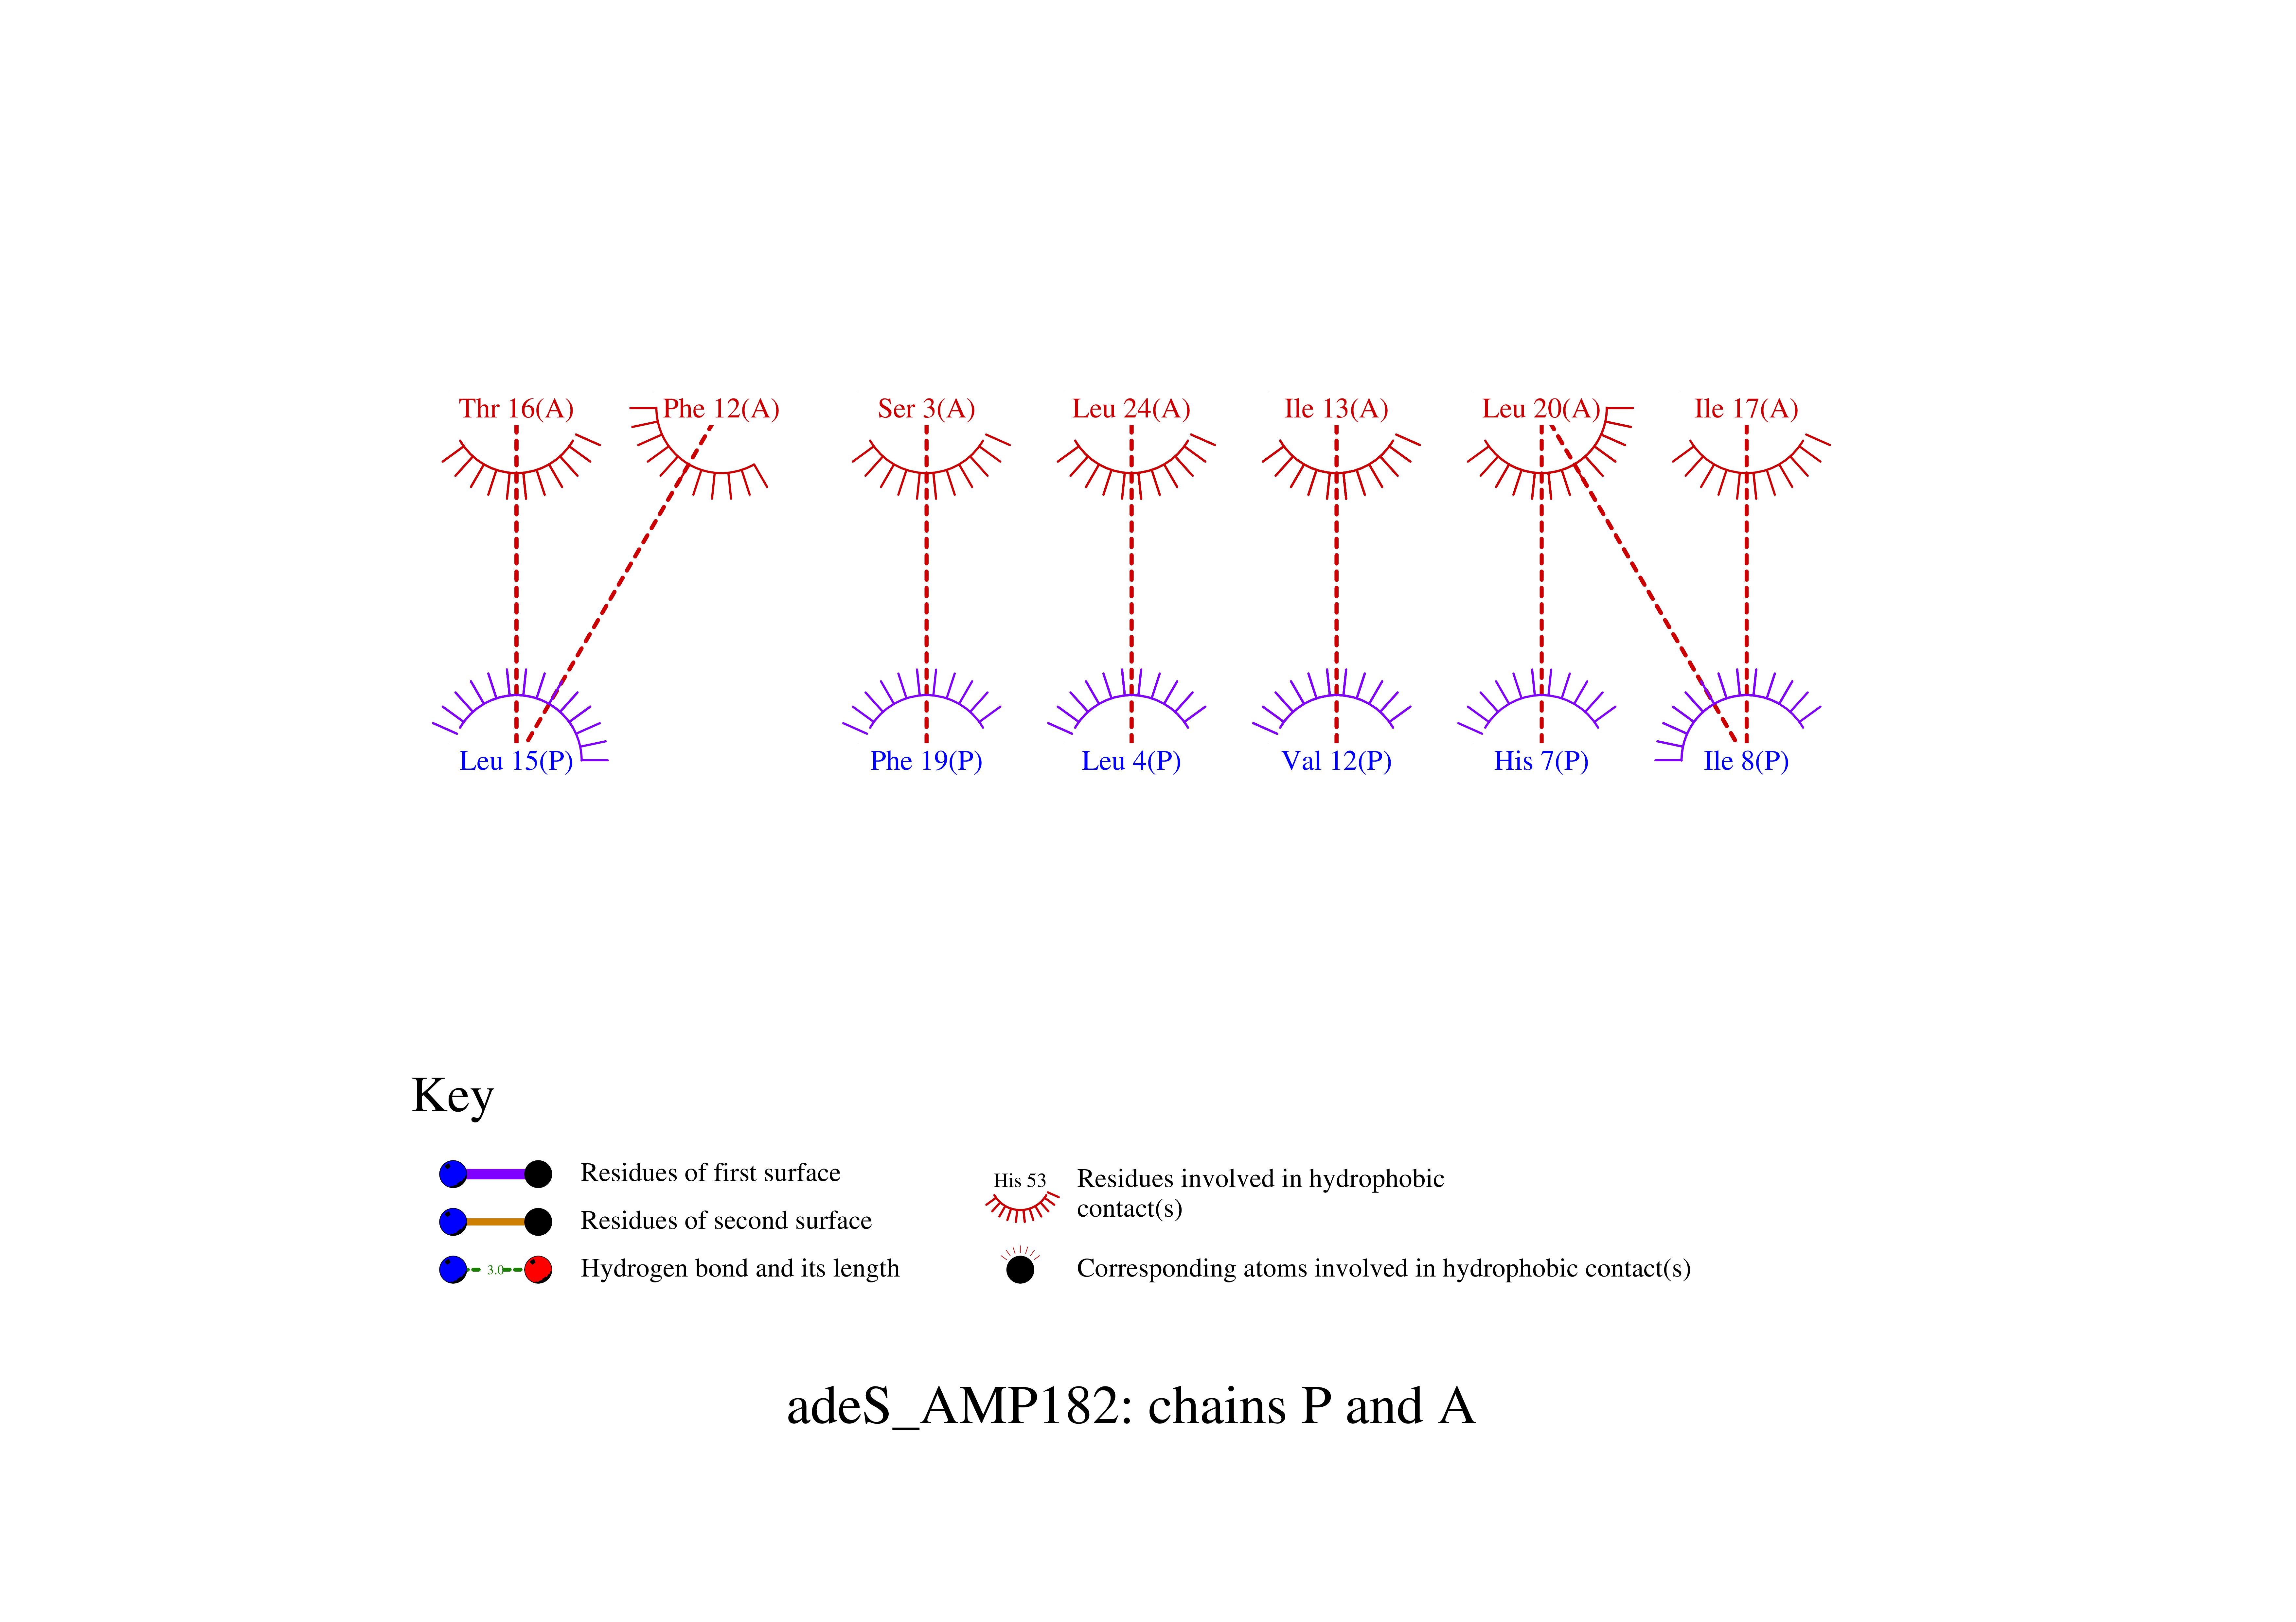 Thr 16(A) Phe 12(A) Ser 3(A) Leu 24(A) Ile 13(A) Leu 20(A) Ile 17(A)
Leu 15(P) Phe 19(P) Leu 4(P) Val 12(P) His 7(P) Ile 8(P)
Key
Residues of first surface
Residues of second surface
3.0 Hydrogen bond and its length
His 53 Residues involved in hydrophobic
contact(s)
Corresponding atoms involved in hydrophobic contact(s)
adeS_AMP182: chains P and A